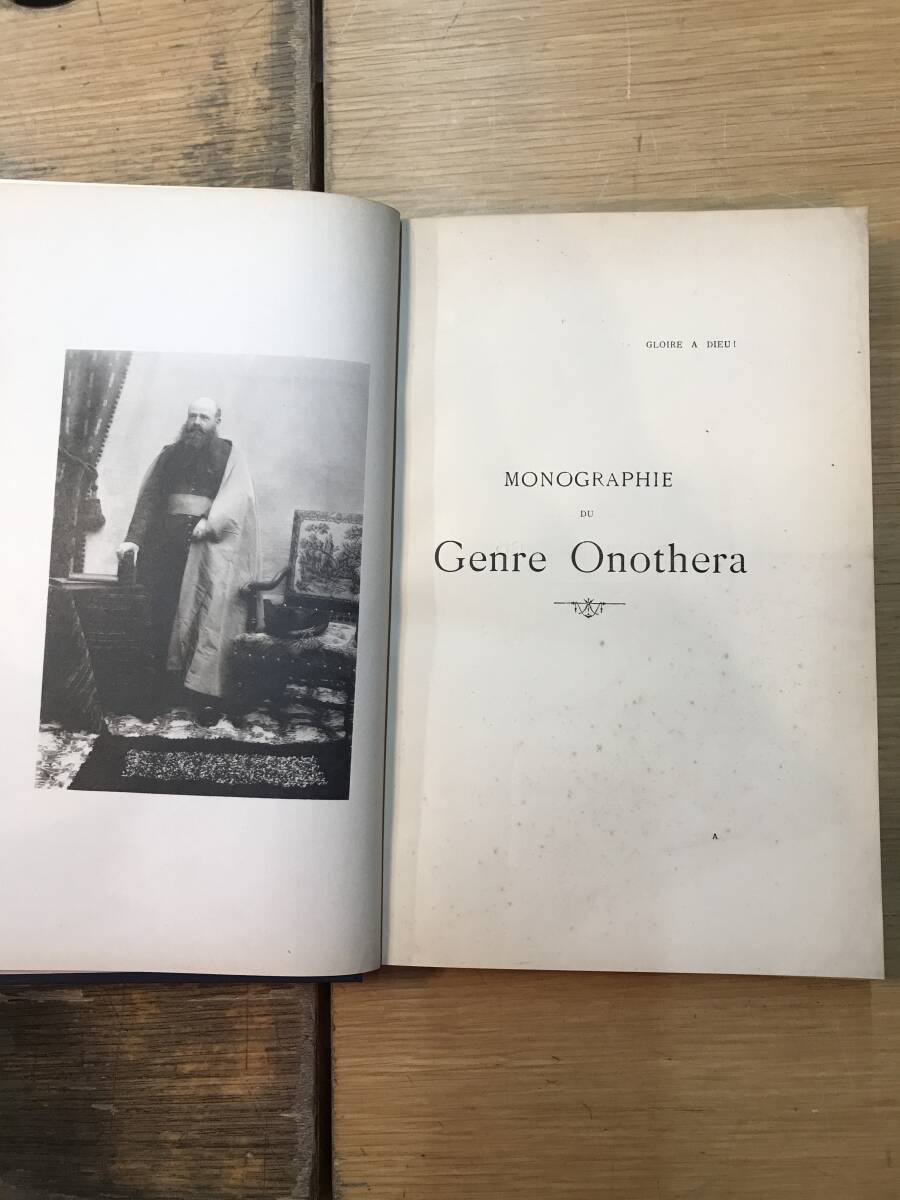 GLOIRE A DIEU!
MONOGRAPHIE
DU
Genre Onothera
A